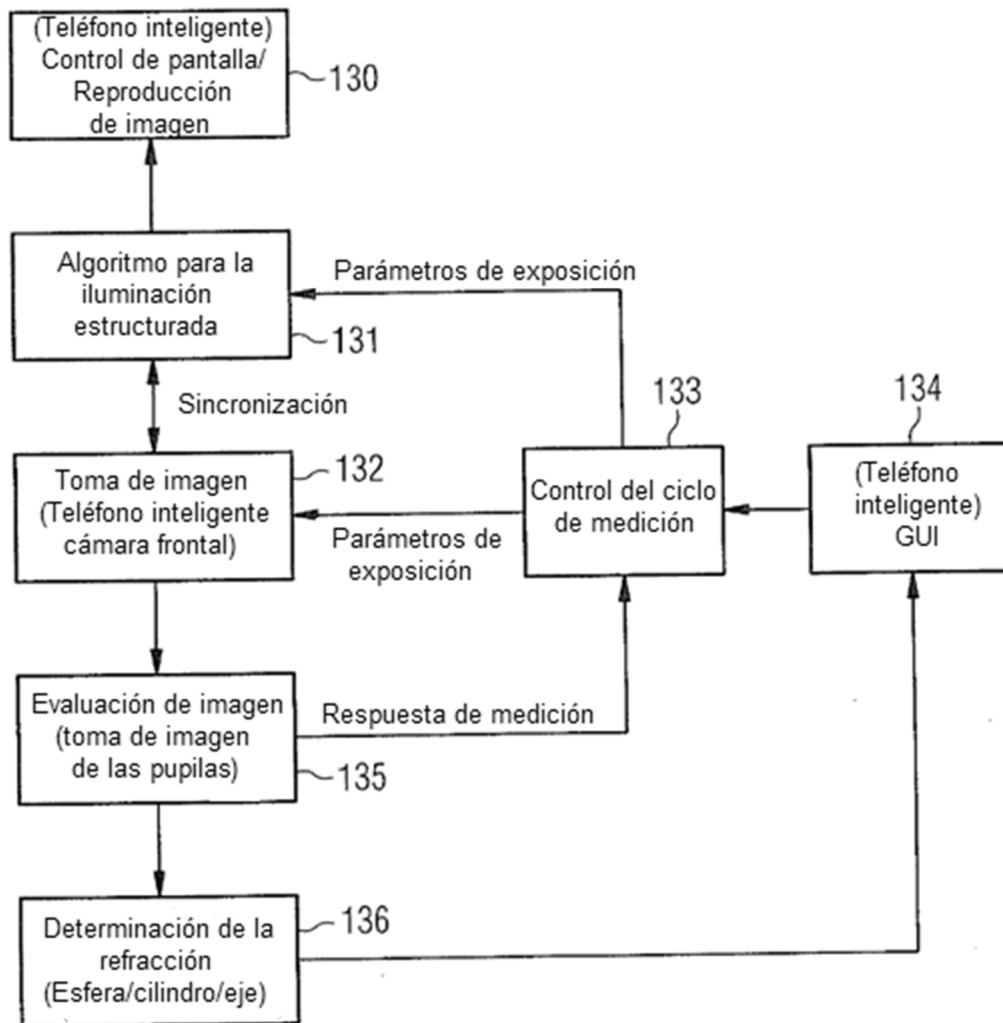 (Teléfono inteligente)
Control de pantalla/
Reproducción
de imagen
130
Algoritmo para la
iluminación
estructurada
131
Parámetros de exposición
Sincronización
133
134
Toma de imagen
(Teléfono inteligente
cámara frontal)
132
Parámetros de
exposición
Control del ciclo
de medición
(Teléfono
inteligente)
GUI
Evaluación de imagen
(toma de imagen
de las pupilas)
135
Respuesta de medición
Determinación de la
refracción
(Esfera/cilindro/eje)
136